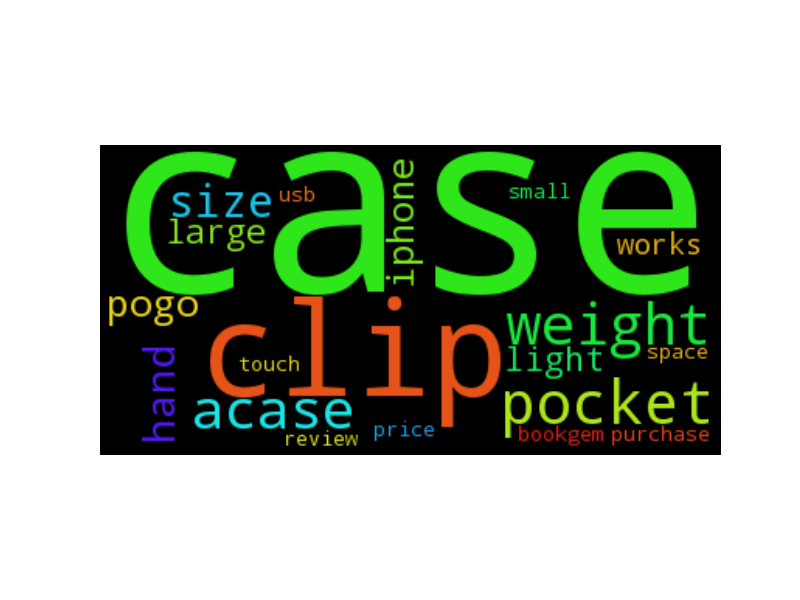 case
size
usb
large
iphone
small
works
pogo
clip
weight
light
space
touch
hand
acase
pocket
review
price
bookgem
purchase